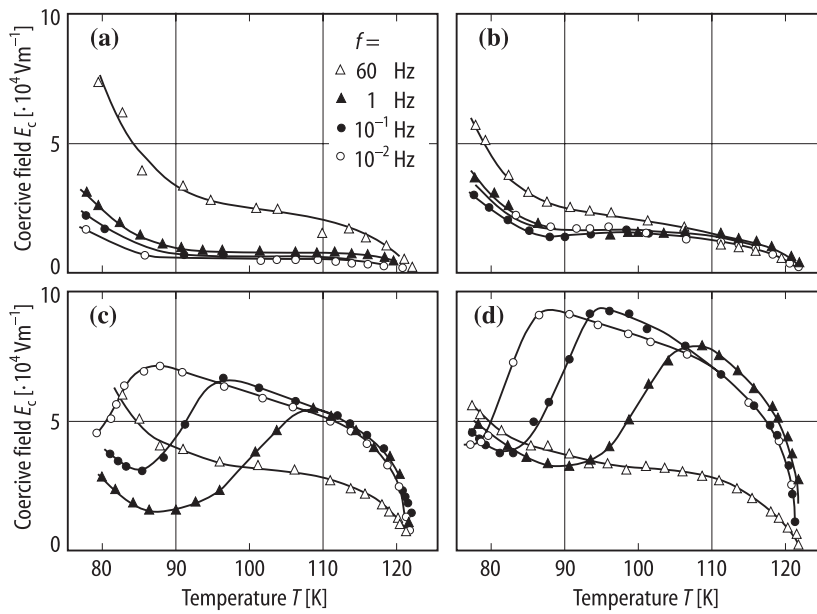 10
(a)
f =
△ 60 Hz
▲ 1 Hz
● 10⁻¹ Hz
○ 10⁻² Hz
5
0
Coercive field E_c [·10⁴ Vm⁻¹]
(b)
10
(c)
5
0
Coercive field E_c [·10⁴ Vm⁻¹]
(d)
80 90 100 110 120
80 90 100 110 120
Temperature T [K]
Temperature T [K]